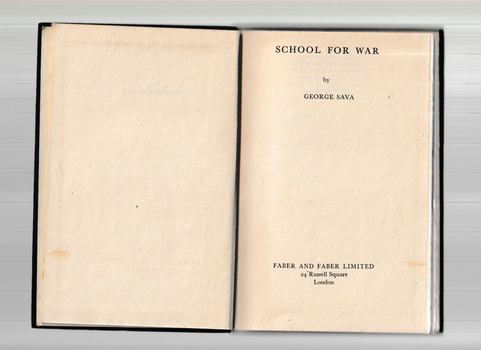 SCHOOL FOR WAR
by
GEORGE SAVA
FABER AND FABER LIMITED
24 Russell Square
London